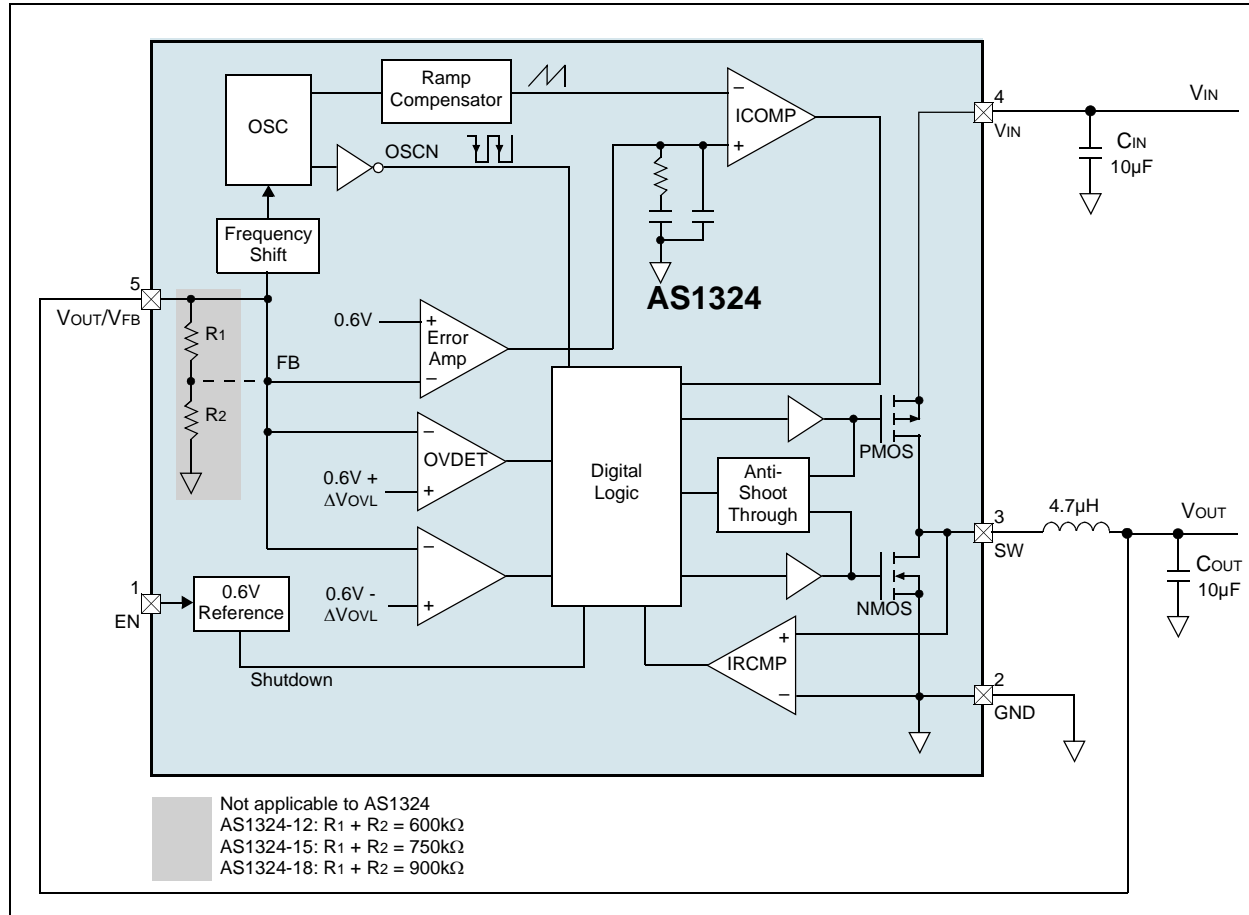 Ramp
Compensator
OSC
OSCN
Frequency
Shift
−
ICOMP
+
4
VIN
VIN
CIN
10µF
AS1324
5
VOUT/VFB
R1
R2
FB
0.6V
+
Error
Amp
−
−
OVDET
+
0.6V +
ΔVOVL
−
+
0.6V -
ΔVOVL
Digital
Logic
Anti-
Shoot
Through
PMOS
NMOS
3
SW
4.7µH
VOUT
COUT
10µF
1
EN
0.6V
Reference
Shutdown
+
IRCMP
−
2
GND
Not applicable to AS1324
AS1324-12: R1 + R2 = 600kΩ
AS1324-15: R1 + R2 = 750kΩ
AS1324-18: R1 + R2 = 900kΩ